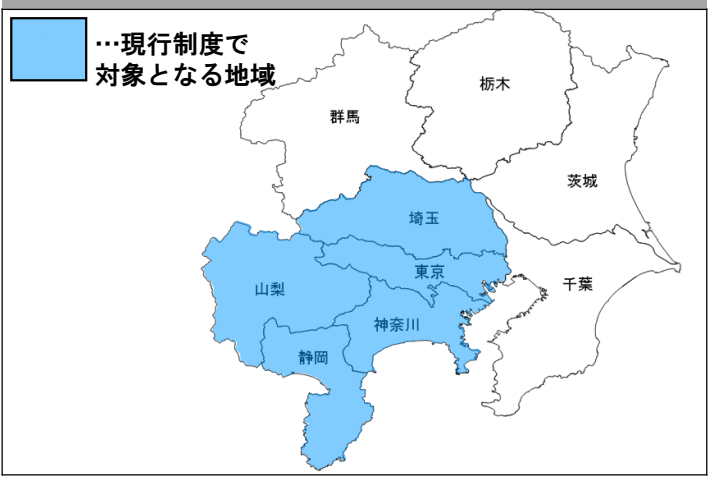 …現行制度で
対象となる地域
栃木
群馬
茨城
埼玉
東京
千葉
山梨
神奈川
静岡